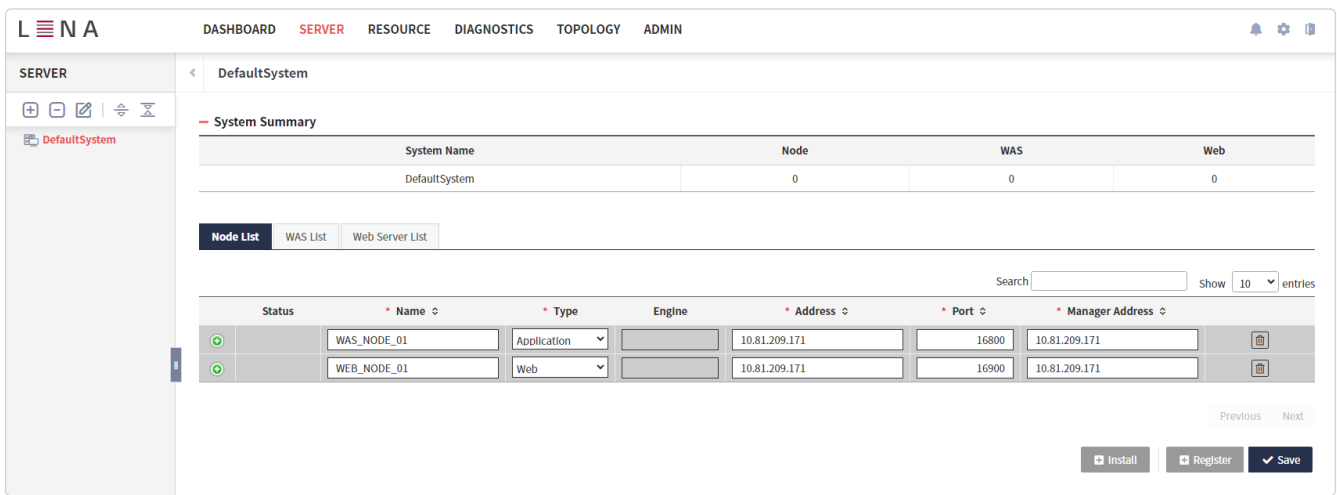 LENA DASHBOARD SERVER RESOURCE DIAGNOSTICS TOPOLOGY ADMIN
SERVER
DefaultSystem
DefaultSystem
System Summary
System Name Node WAS Web
DefaultSystem 0 0 0
Node List WAS List Web Server List
Search Show 10 entries
Status * Name * Type Engine * Address * Port * Manager Address
WAS_NODE_01 Application 10.81.209.171 16800 10.81.209.171
WEB_NODE_01 Web 10.81.209.171 16900 10.81.209.171
Previous Next
Install Register Save